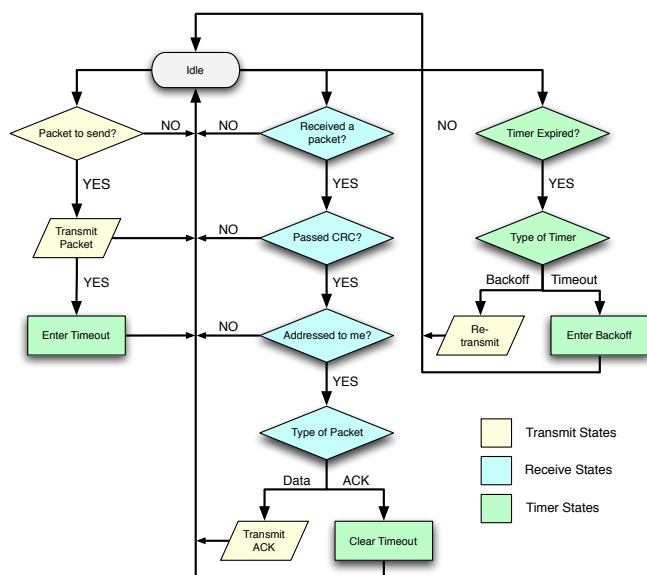 Idle
Packet to send?
NO
NO
Received a
packet?
NO
Timer Expired?
YES
YES
YES
Transmit
Packet
NO
Passed CRC?
Type of Timer
YES
YES
Backoff
Timeout
Enter Timeout
NO
Addressed to me?
Re-
transmit
Enter Backoff
YES
Type of Packet
Transmit States
Receive States
Data
ACK
Timer States
Transmit
ACK
Clear Timeout